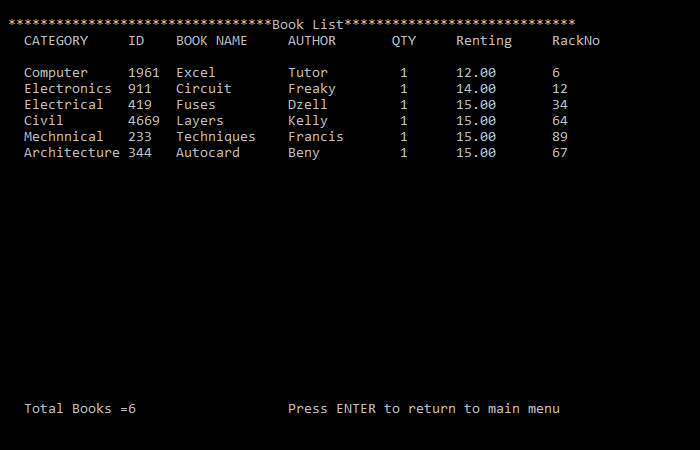 *********************************Book List*****************************
CATEGORY ID BOOK NAME AUTHOR QTY Renting RackNo
Computer 1961 Excel Tutor 1 12.00 6
Electronics 911 Circuit Freaky 1 14.00 12
Electrical 419 Fuses Dzell 1 15.00 34
Civil 4669 Layers Kelly 1 15.00 64
Mechnnical 233 Techniques Francis 1 15.00 89
Architecture 344 Autocard Beny 1 15.00 67
Total Books =6 Press ENTER to return to main menu